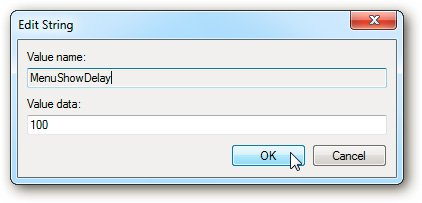 Edit String
Value name:
MenuShowDelay
Value data:
100
OK Cancel